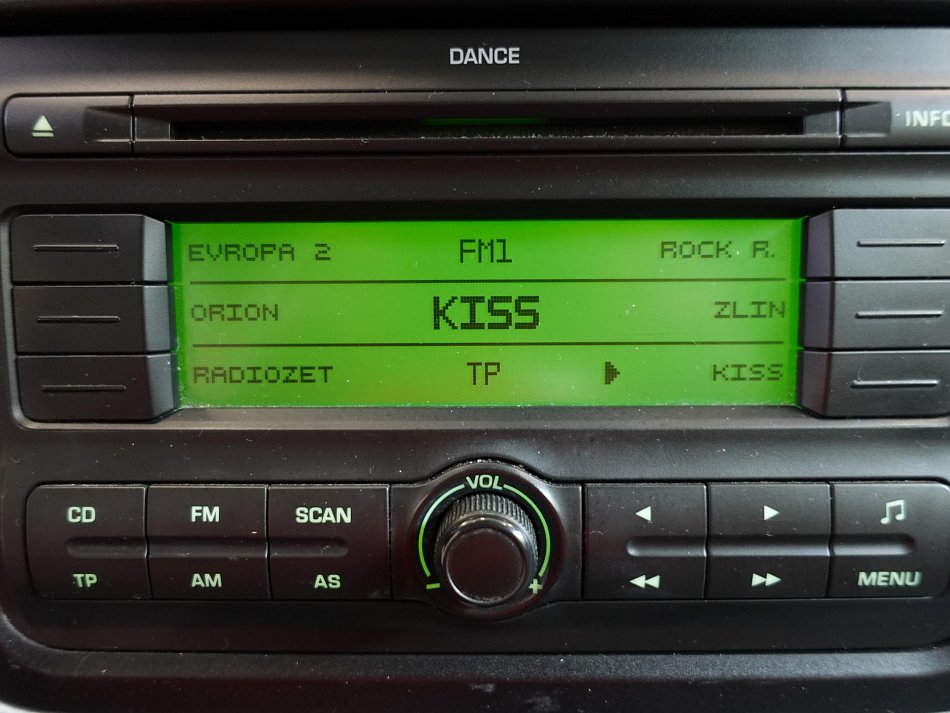 DANCE
INFO
EVROPA 2 FM1 ROCK R.
ORION KISS ZLIN
RADIOZET TP KISS
VOL
CD FM SCAN
TP AM AS - + MENU